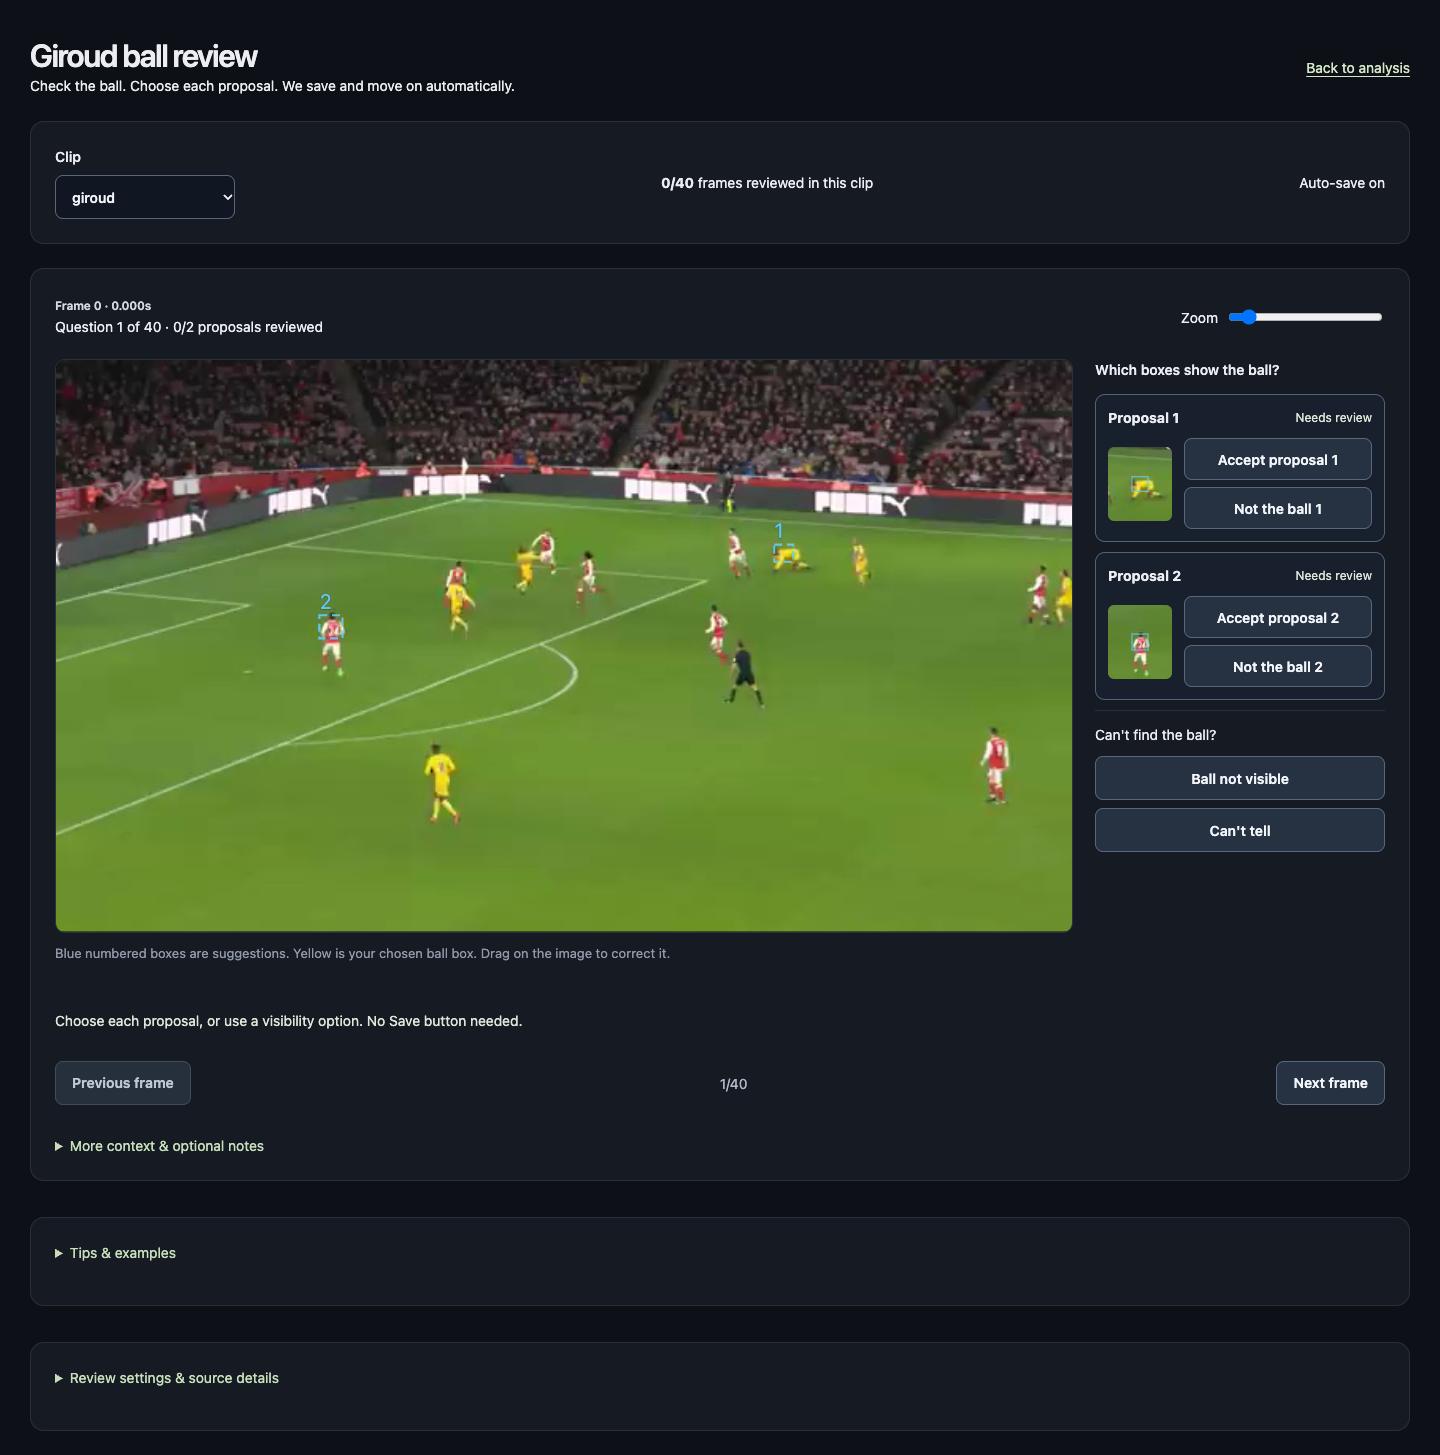 Giroud ball review
Check the ball. Choose each proposal. We save and move on automatically.
Back to analysis
Clip
giroud
0/40 frames reviewed in this clip
Auto-save on
Frame 0 · 0.000s
Question 1 of 40 · 0/2 proposals reviewed
Zoom
1
2
Which boxes show the ball?
Proposal 1
Needs review
Accept proposal 1
Not the ball 1
Proposal 2
Needs review
Accept proposal 2
Not the ball 2
Can't find the ball?
Ball not visible
Can't tell
Blue numbered boxes are suggestions. Yellow is your chosen ball box. Drag on the image to correct it.
Choose each proposal, or use a visibility option. No Save button needed.
Previous frame
1/40
Next frame
More context & optional notes
Tips & examples
Review settings & source details